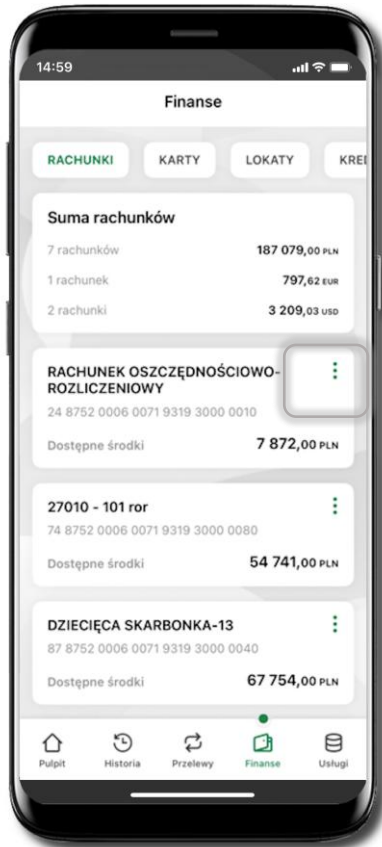 14:59
Finanse
RACHUNKI KARTY LOKATY KRE
Suma rachunków
7 rachunków 187 079,00 PLN
1 rachunek 797,62 EUR
2 rachunki 3 209,03 USD
RACHUNEK OSZCZĘDNOŚCIOWO-
ROZLICZENIOWY
24 8752 0006 0071 9319 3000 0010
Dostępne środki 7 872,00 PLN
27010 - 101 ror
74 8752 0006 0071 9319 3000 0080
Dostępne środki 54 741,00 PLN
DZIECIĘCA SKARBONKA-13
87 8752 0006 0071 9319 3000 0040
Dostępne środki 67 754,00 PLN
Pulpit Historia Przelewy Finanse Usługi